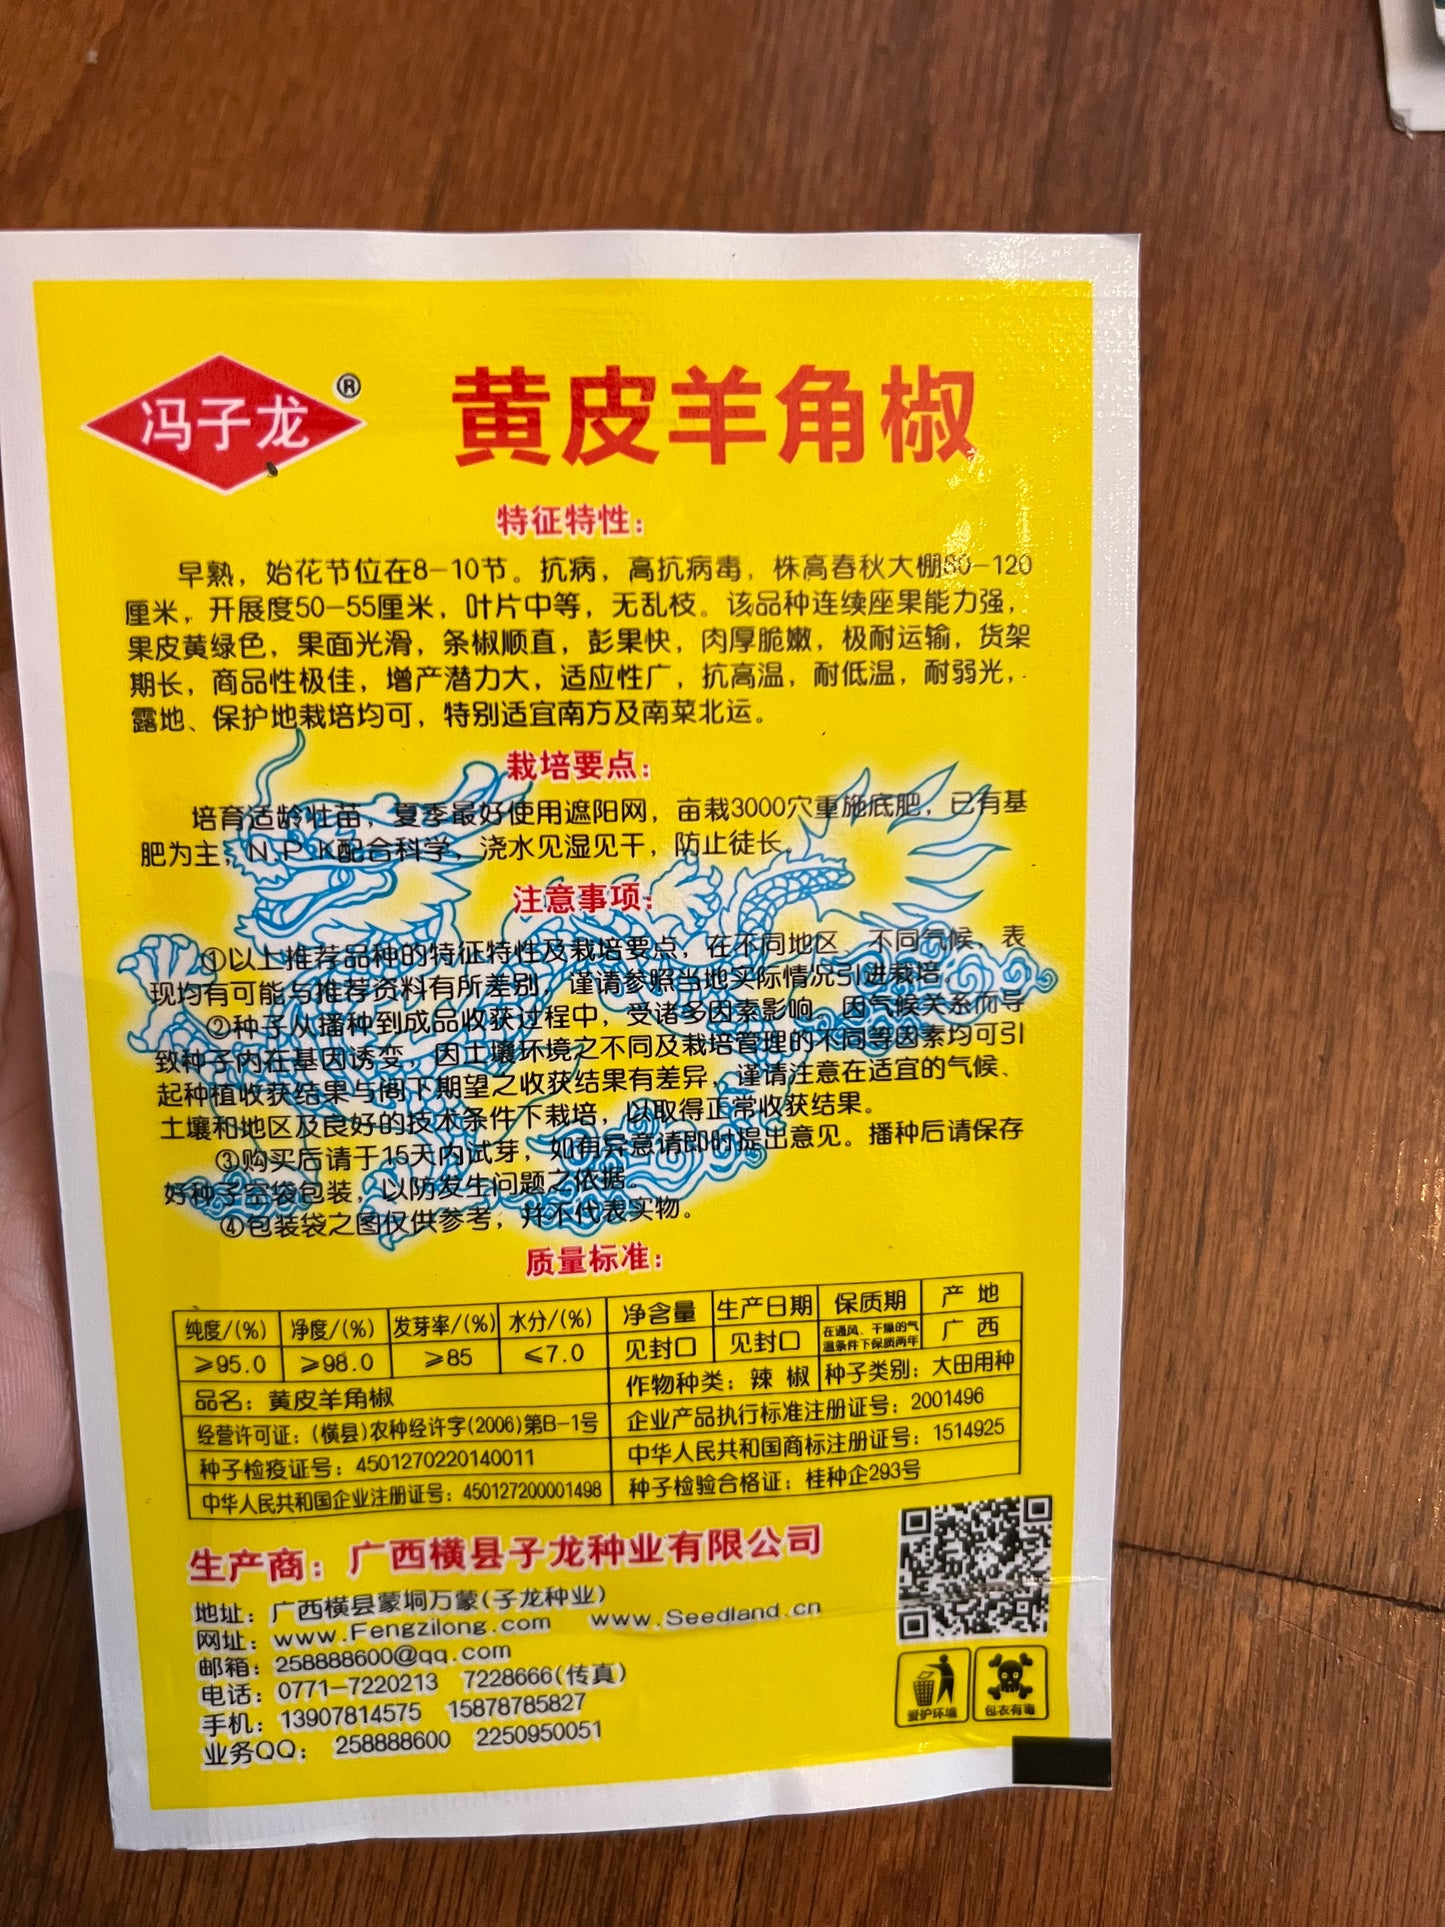 冯子龙®
黄皮羊角椒
特征特性：
早熟，始花节位在8-10节。抗病，高抗病毒，株高春秋大棚80-120
厘米，开展度50-55厘米，叶片中等，无乱枝。该品种连续座果能力强，
果皮黄绿色，果面光滑，条椒顺直，彭果快，肉厚脆嫩，极耐运输，货架
期长，商品性极佳，增产潜力大，适应性广，抗高温，耐低温，耐弱光，
露地、保护地栽培均可，特别适宜南方及南菜北运。
栽培要点：
培育适龄壮苗，夏季最好使用遮阳网，亩栽3000穴重施底肥，已有基
肥为主，N.P.K配合科学，浇水见湿见干，防止徒长。
注意事项：
①以上推荐品种的特征特性及栽培要点，在不同地区、不同气候、表
现均有可能与推荐资料有所差别，谨请参照当地实际情况引进栽培。
②种子从播种到成品收获过程中，受诸多因素影响。因气候关系而导
致种子内在基因诱变，因土壤环境之不同及栽培管理的不同等因素均可引
起种植收获结果与阁下期望之收获结果有差异，谨请注意在适宜的气候、
土壤和地区及良好的技术条件下栽培，以取得正常收获结果。
③购买后请于15天内试芽，如有异意请即时提出意见。播种后请保存
好种子空袋包装，以防发生问题之依据。
④包装袋之图仅供参考，并不代表实物。
质量标准：
纯度/(%) 净度/(%) 发芽率/(%) 水分/(%) 净含量 生产日期 保质期 产 地
≥95.0 ≥98.0 ≥85 ≤7.0 见封口 见封口 在通风、干燥的气温条件下保质两年 广 西
品名：黄皮羊角椒 作物种类：辣 椒 种子类别：大田用种
经营许可证：(横县)农种经许字(2006)第B-1号 企业产品执行标准注册证号：2001496
种子检疫证号：4501270220140011 中华人民共和国商标注册证号：1514925
中华人民共和国企业注册证号：450127200001498 种子检验合格证：桂种企293号
生产商：广西横县子龙种业有限公司
地址：广西横县蒙垌万蒙(子龙种业)
网址：www.Fengzilong.com www.Seedland.cn
邮箱：258888600@qq.com
电话：0771-7220213 7228666(传真)
手机：13907814575 15878785827
业务QQ： 258888600 2250950051
爱护环境 包衣有毒